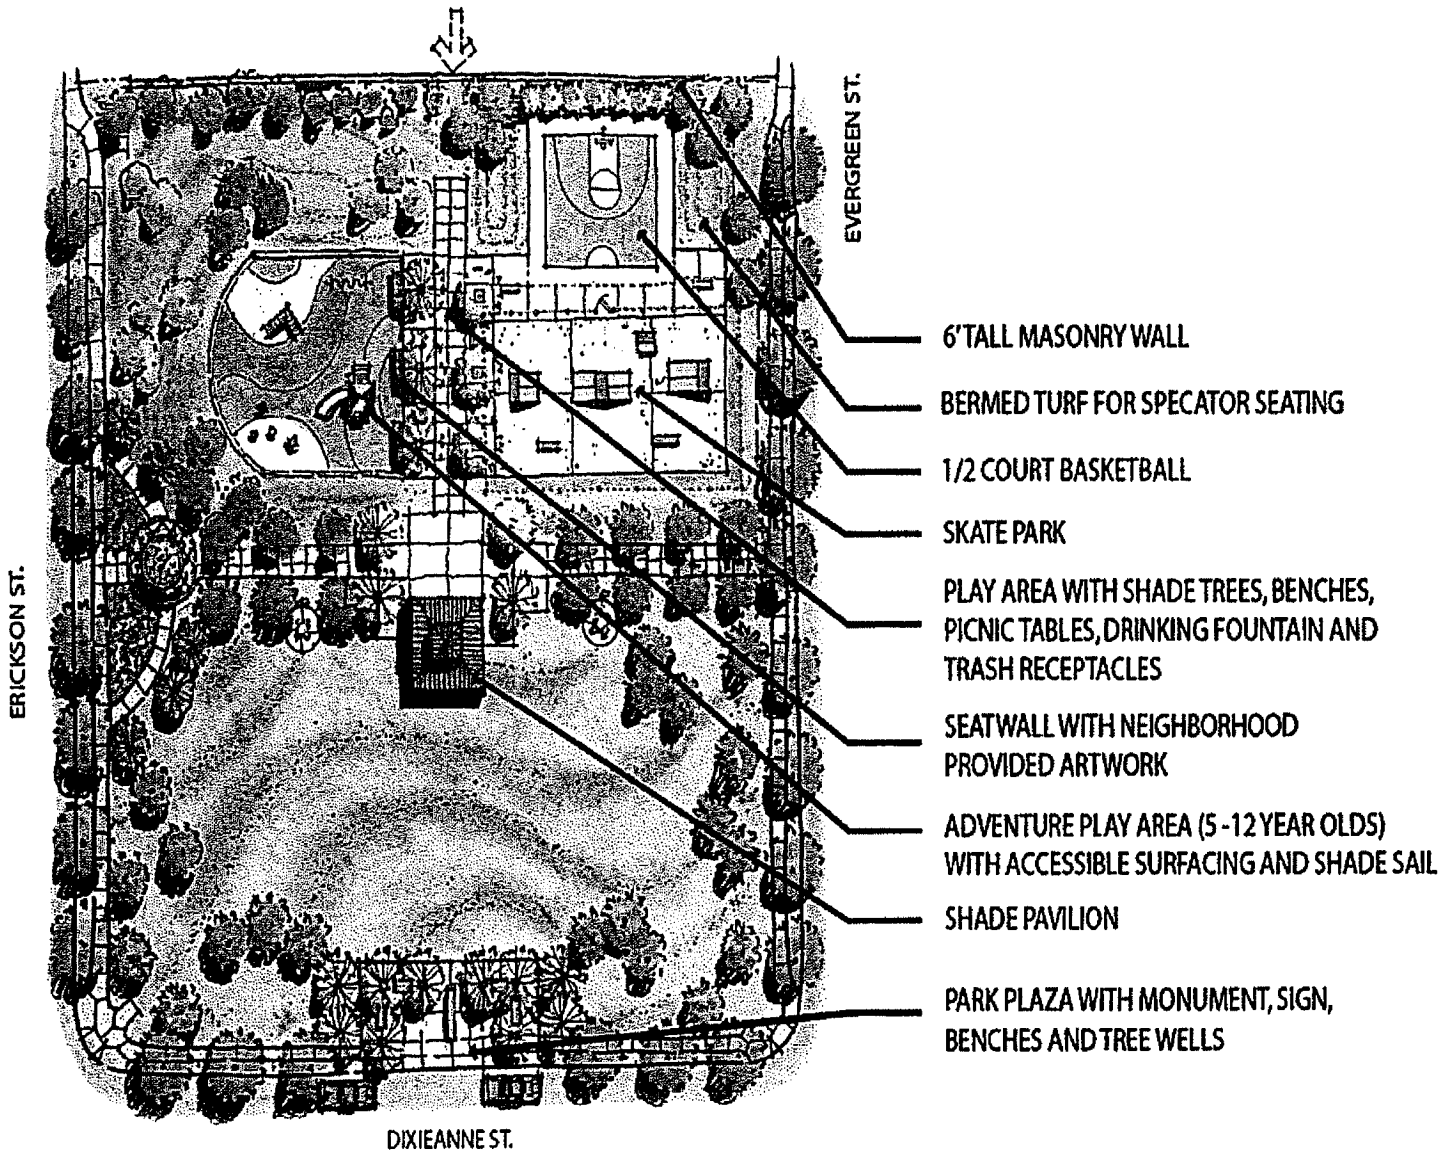 EVERGREEN ST.
6' TALL MASONRY WALL
BERMED TURF FOR SPECATOR SEATING
1/2 COURT BASKETBALL
SKATE PARK
PLAY AREA WITH SHADE TREES, BENCHES,
PICNIC TABLES, DRINKING FOUNTAIN AND
TRASH RECEPTACLES
ERICKSON ST.
SEATWALL WITH NEIGHBORHOOD
PROVIDED ARTWORK
ADVENTURE PLAY AREA (5 -12 YEAR OLDS)
WITH ACCESSIBLE SURFACING AND SHADE SAIL
SHADE PAVILION
PARK PLAZA WITH MONUMENT, SIGN,
BENCHES AND TREE WELLS
DIXIEANNE ST.